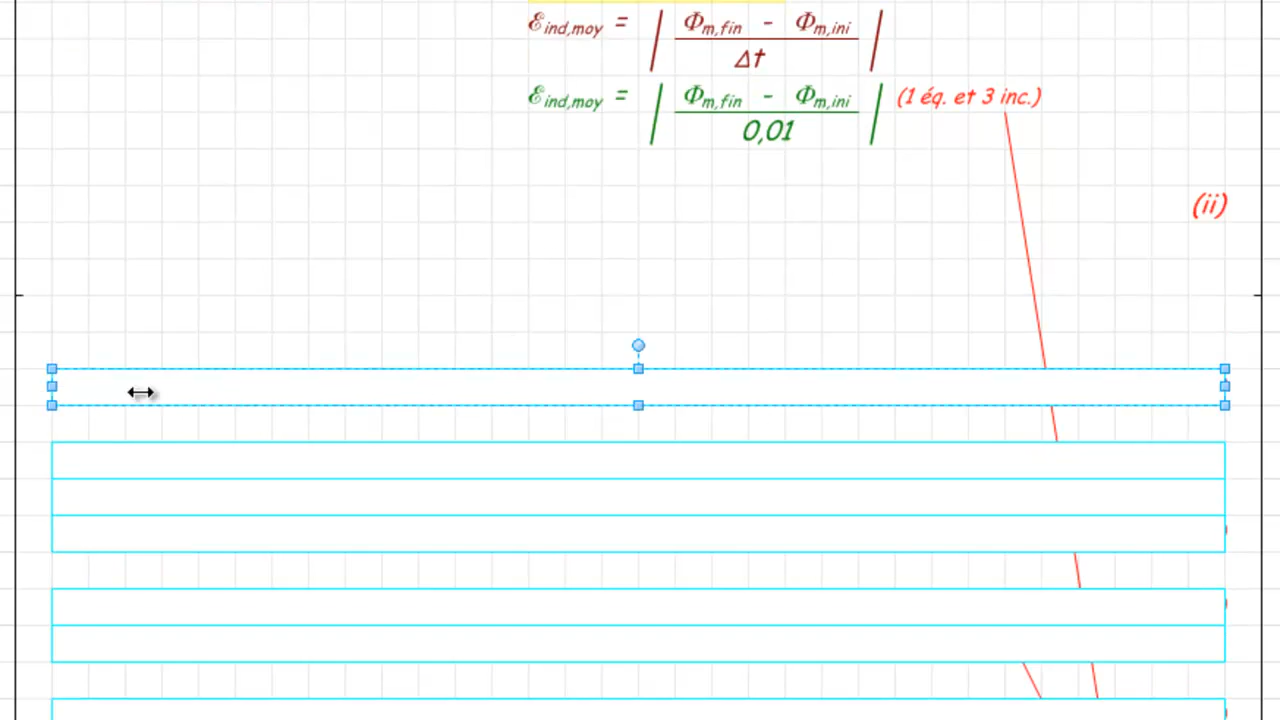 ℰind,moy = | Φm,fin - Φm,ini / Δt |
ℰind,moy = | Φm,fin - Φm,ini / 0,01 | (1 éq. et 3 inc.)
(ii)